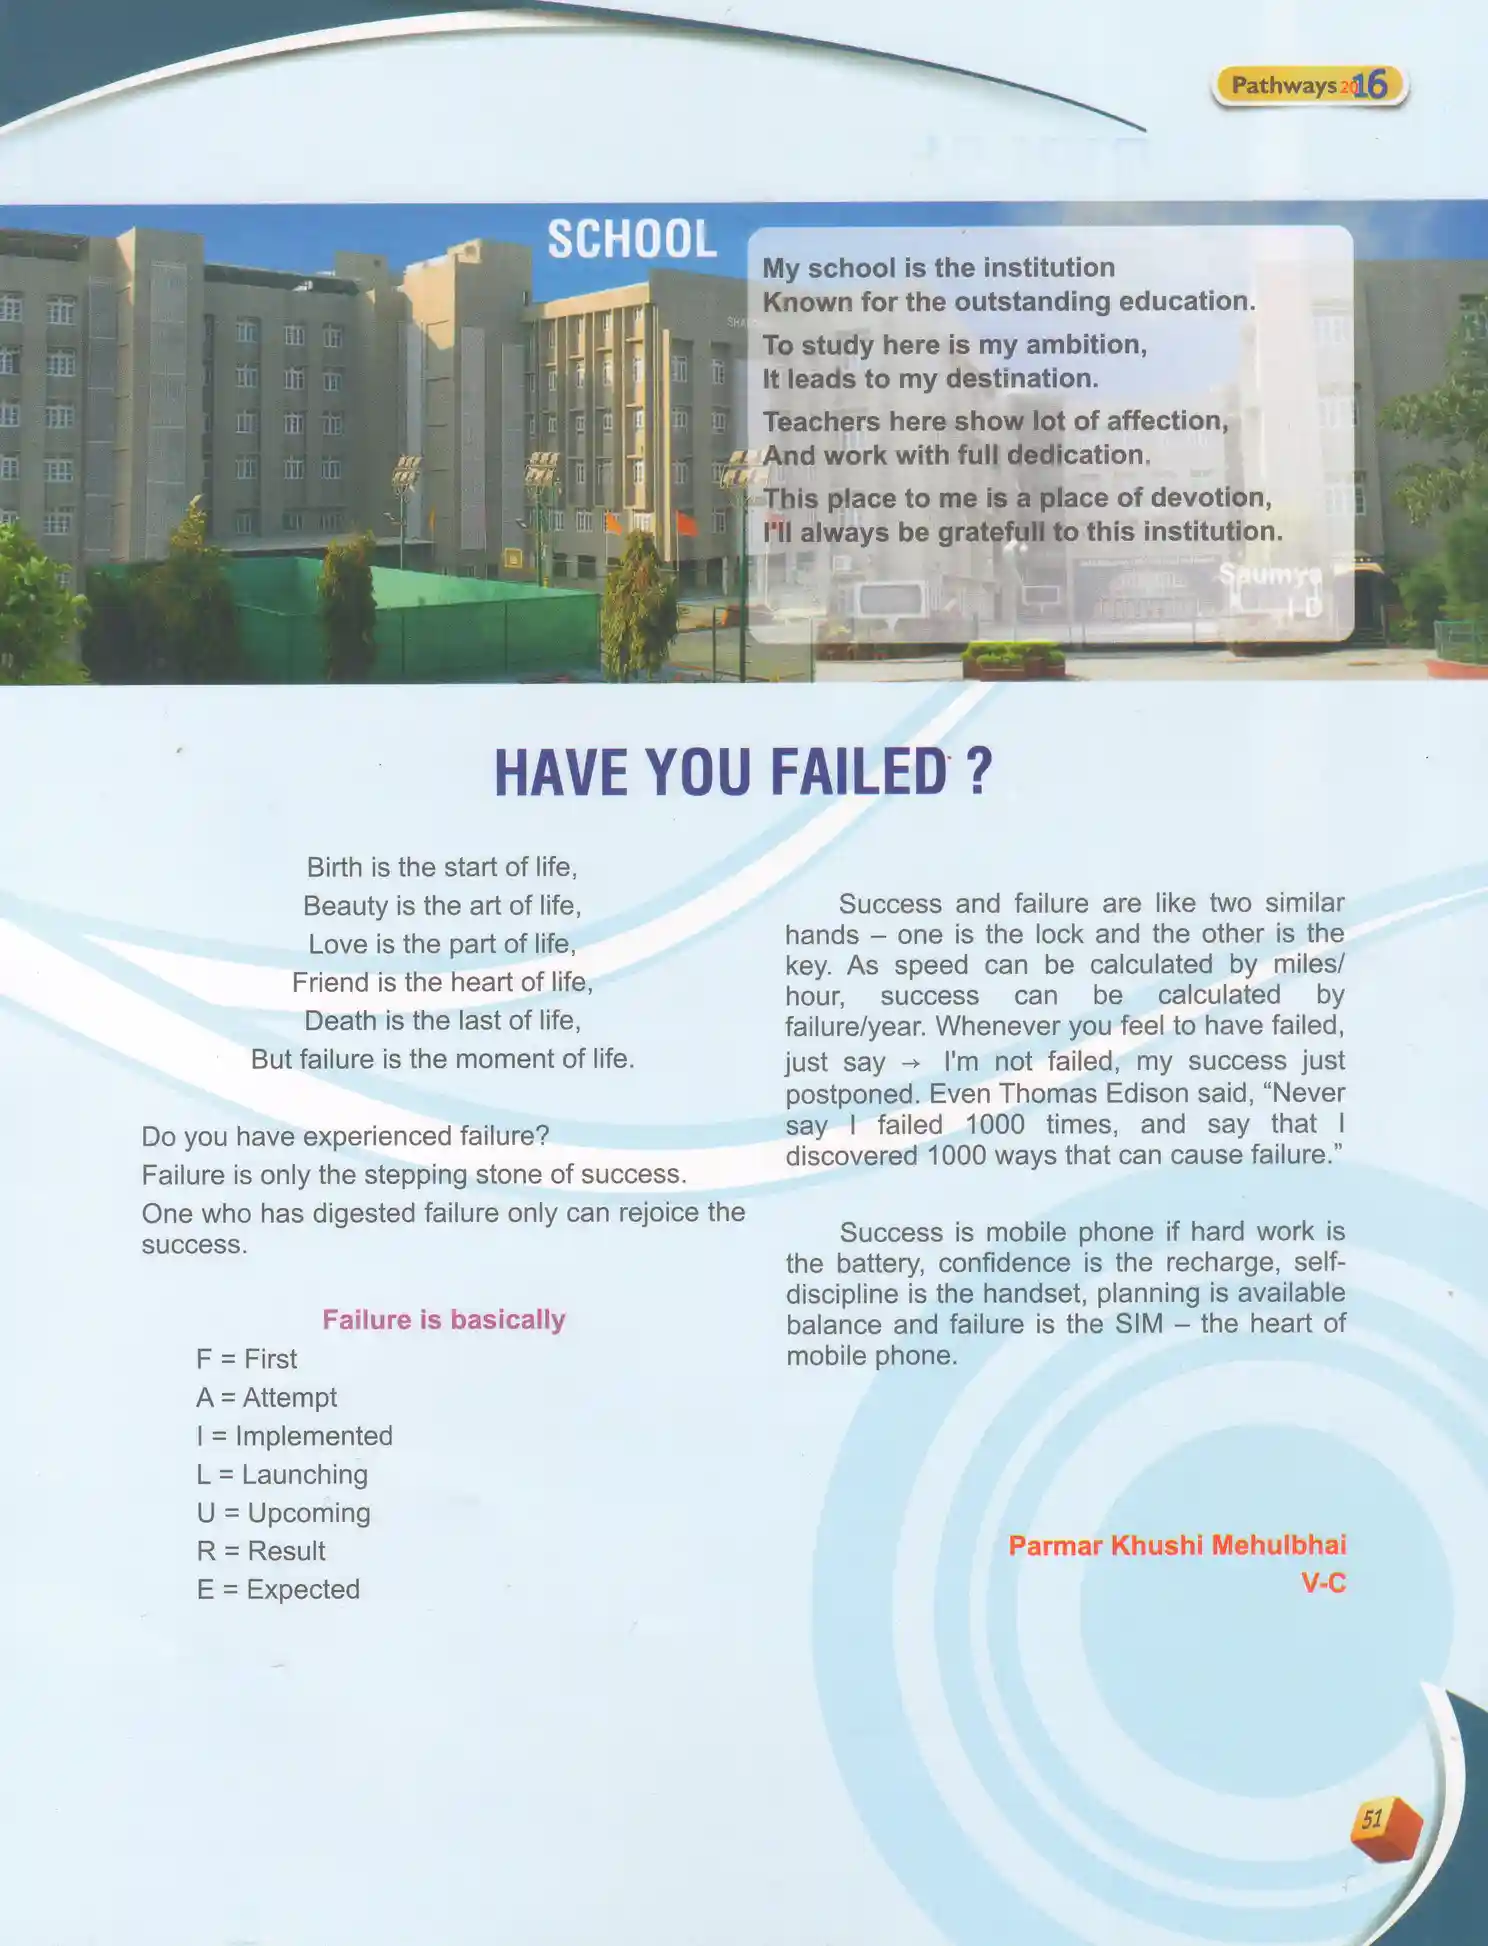 Pathways 2016
SCHOOL
My school is the institution
Known for the outstanding education.
To study here is my ambition,
It leads to my destination.
Teachers here show lot of affection,
And work with full dedication.
This place to me is a place of devotion,
I'll always be gratefull to this institution.
Saumya
I-D
HAVE YOU FAILED ?
Birth is the start of life,
Beauty is the art of life,
Love is the part of life,
Friend is the heart of life,
Death is the last of life,
But failure is the moment of life.
Do you have experienced failure?
Failure is only the stepping stone of success.
One who has digested failure only can rejoice the
success.
Failure is basically
F = First
A = Attempt
I = Implemented
L = Launching
U = Upcoming
R = Result
E = Expected
Success and failure are like two similar
hands – one is the lock and the other is the
key. As speed can be calculated by miles/
hour, success can be calculated by
failure/year. Whenever you feel to have failed,
just say → I'm not failed, my success just
postponed. Even Thomas Edison said, “Never
say I failed 1000 times, and say that I
discovered 1000 ways that can cause failure.”
Success is mobile phone if hard work is
the battery, confidence is the recharge, self-
discipline is the handset, planning is available
balance and failure is the SIM – the heart of
mobile phone.
Parmar Khushi Mehulbhai
V-C
51